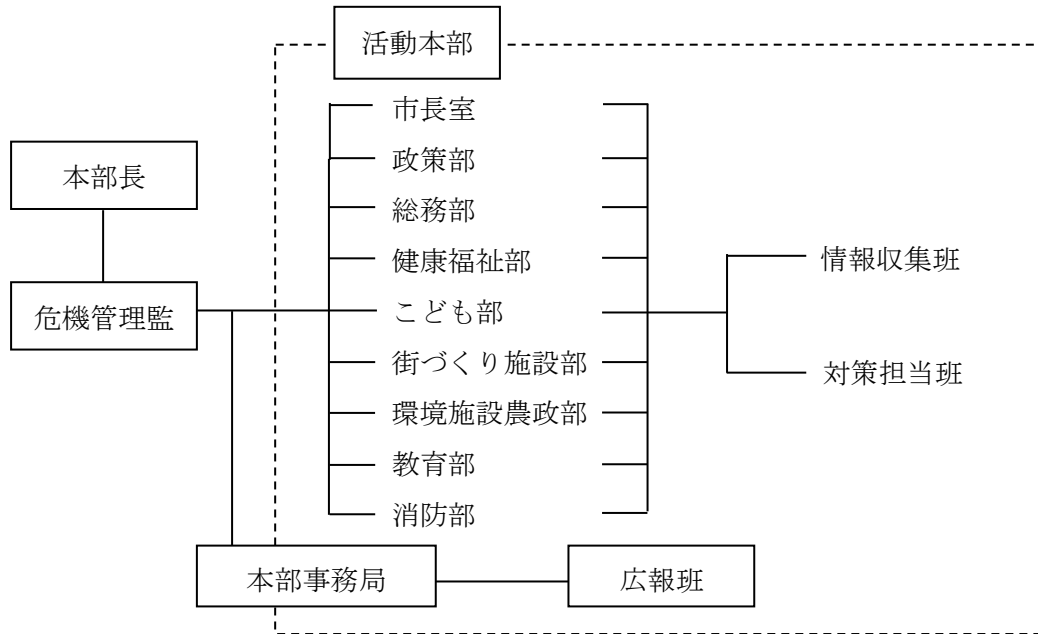 活動本部
市長室
政策部
本部長
総務部
健康福祉部
情報収集班
危機管理監
こども部
街づくり施設部
対策担当班
環境施設農政部
教育部
消防部
本部事務局
広報班